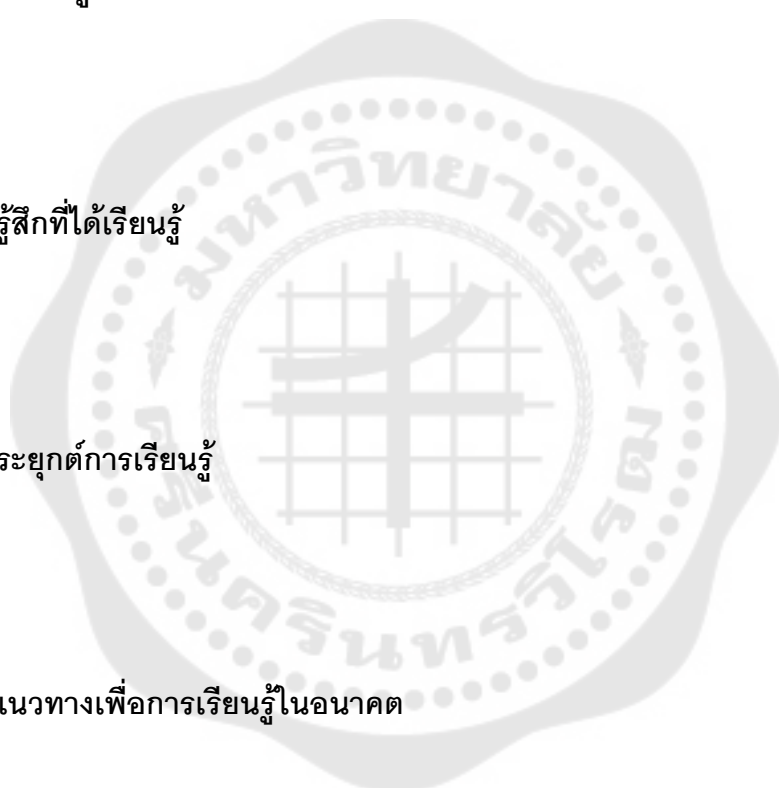 มหาวิทยาลัย
รู้สึกที่ได้เรียนรู้
ระยุกต์การเรียนรู้
ศรีนครินทรวิโรฒ
แนวทางเพื่อการเรียนรู้ในอนาคต